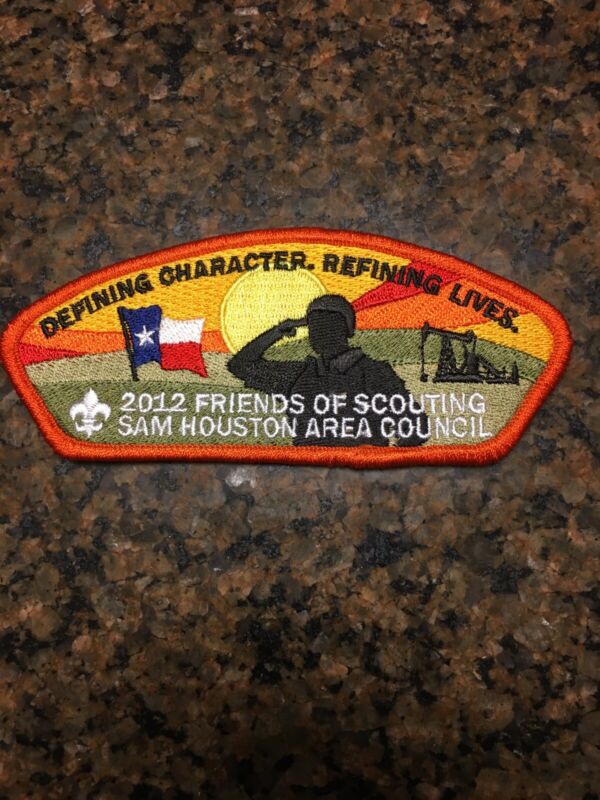 DEFINING CHARACTER. REFINING LIVES.
2012 FRIENDS OF SCOUTING
SAM HOUSTON AREA COUNCIL